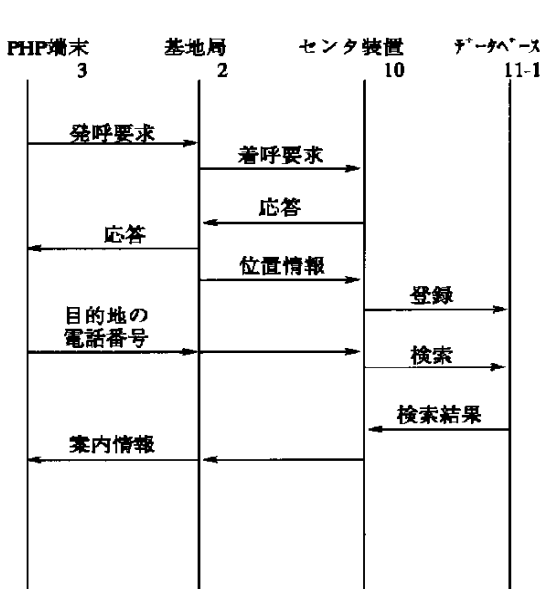 PHP端末 基地局 センタ装置 ﾃﾞｰﾀﾍﾞｰｽ
3 2 10 11-1
発呼要求
着呼要求
応答
応答
位置情報
登録
目的地の
電話番号
検索
検索結果
案内情報